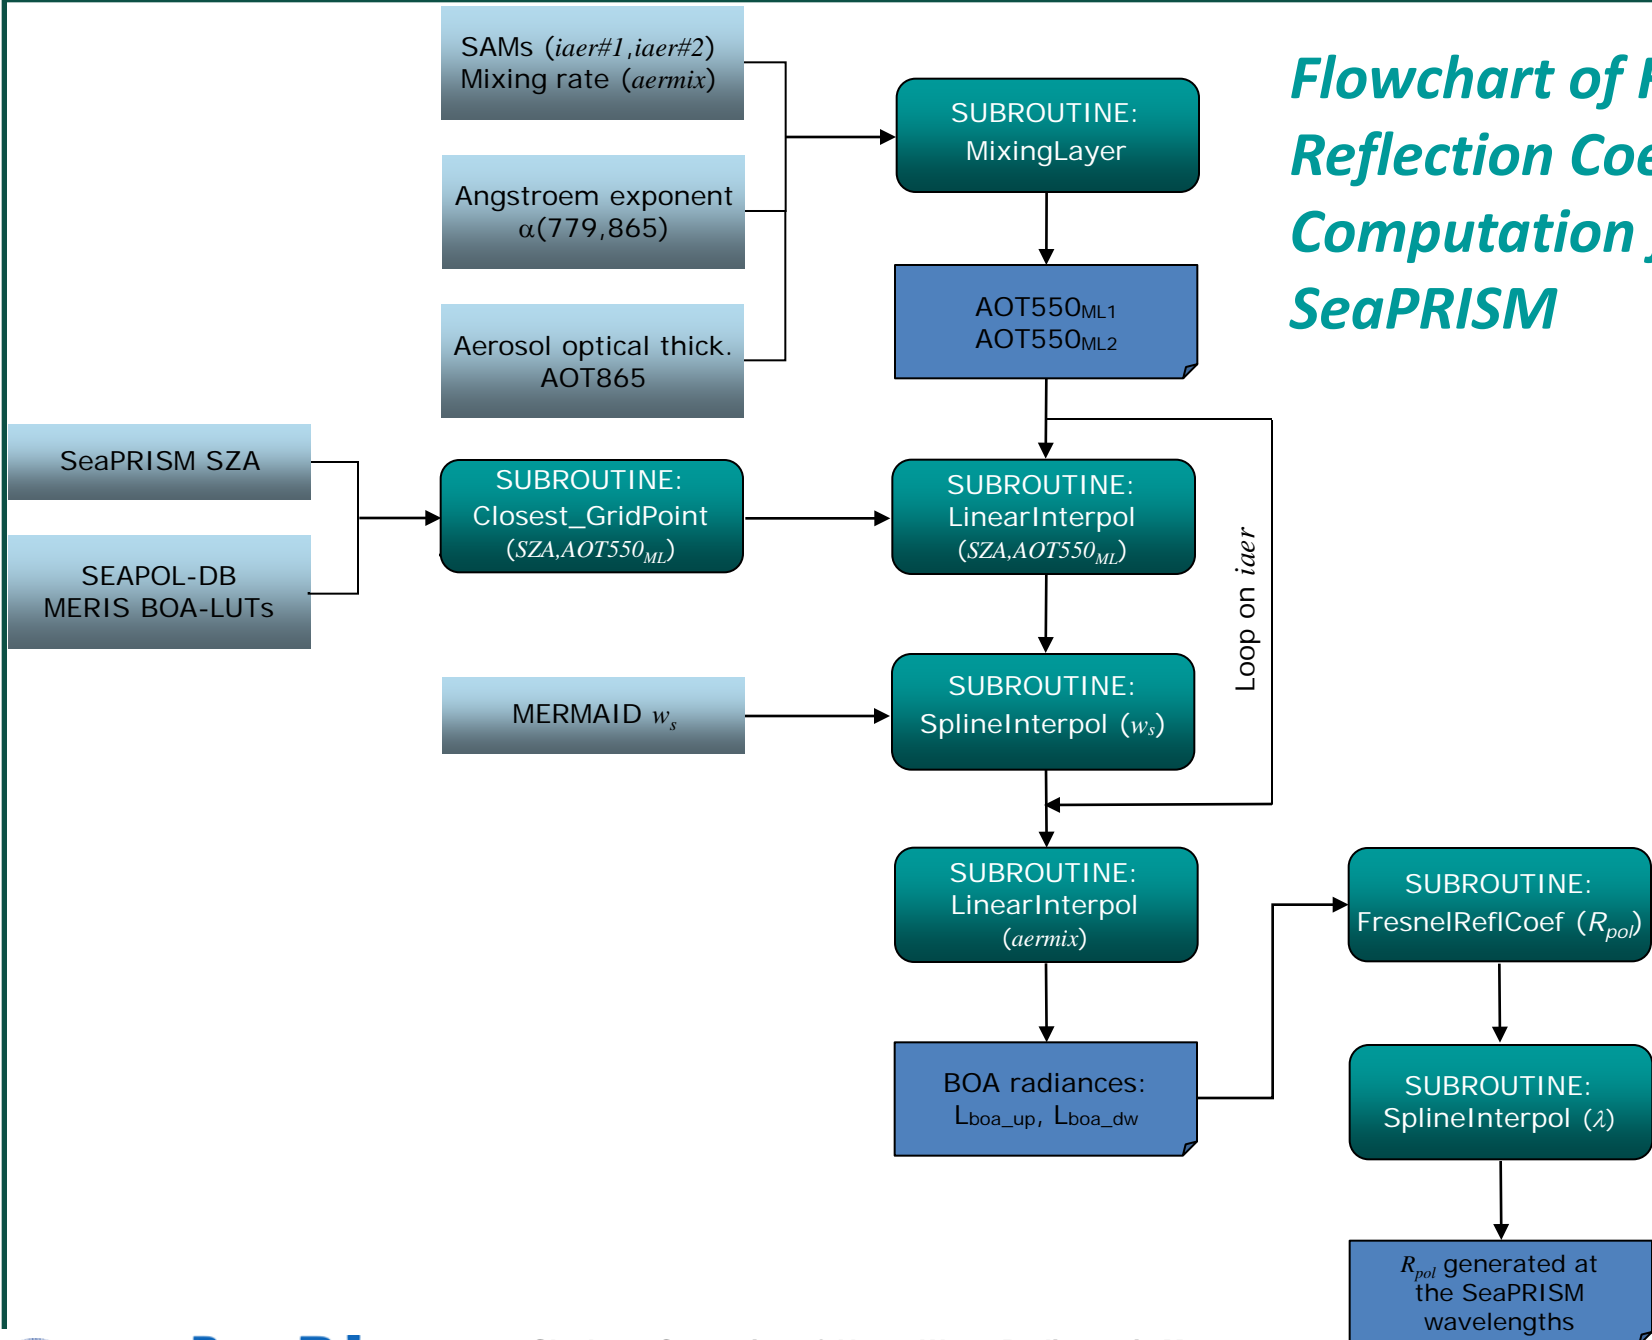 Flowchart of
Reflection
Computation
SeaPRISM
SAMs (iaer#1,iaer#2)
Mixing rate (aermix)
SUBROUTINE:
MixingLayer
Angstroem exponent
α(779,865)
AOT550ML1
AOT550ML2
Aerosol optical thick.
AOT865
SeaPRISM SZA
SEAPOL-DB
MERIS BOA-LUTs
SUBROUTINE:
Closest_GridPoint
(SZA,AOT550ML)
SUBROUTINE:
LinearInterpol
(SZA,AOT550ML)
Loop on iaer
MERMAID ws
SUBROUTINE:
SplineInterpol (ws)
SUBROUTINE:
LinearInterpol
(aermix)
SUBROUTINE:
FresnelReflCoef (Rpol)
BOA radiances:
Lboa_up, Lboa_dw
SUBROUTINE:
SplineInterpol (λ)
Rpol generated at
the SeaPRISM
wavelengths